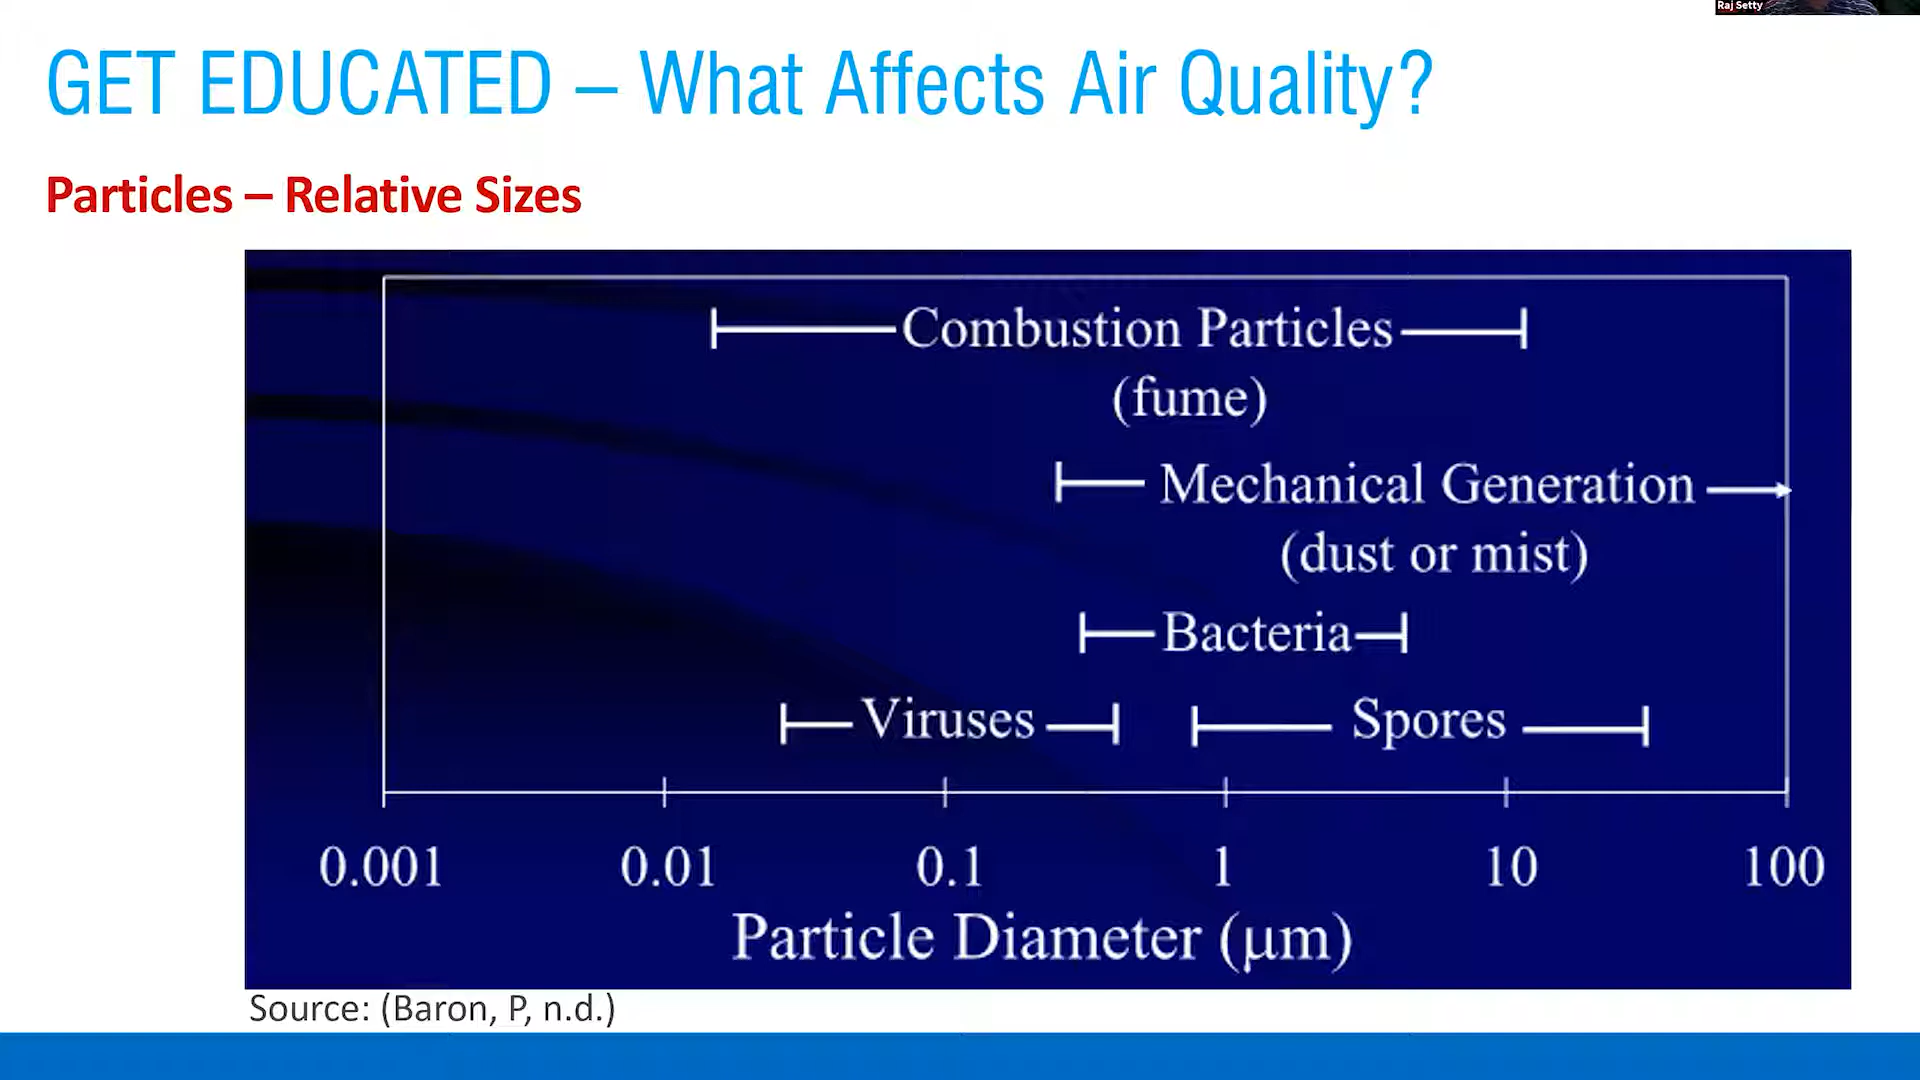 Raj Setty
GET EDUCATED – What Affects Air Quality?
Particles – Relative Sizes
Combustion Particles
(fume)
Mechanical Generation
(dust or mist)
Bacteria
Viruses
Spores
0.001
0.01
0.1
1
10
100
Particle Diameter (μm)
Source: (Baron, P, n.d.)